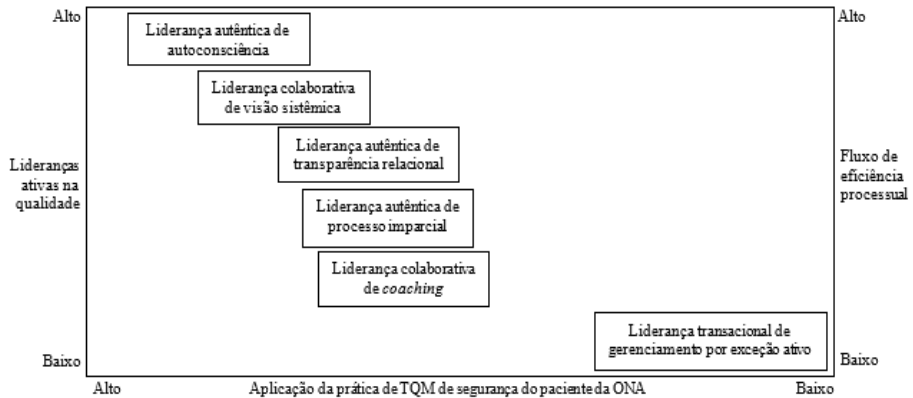 Alto
Alto
Liderança autêntica de
autoconsciência
Liderança colaborativa
de visão sistêmica
Liderança autêntica de
transparência relacional
Lideranças
ativas na
qualidade
Fluxo de
eficiência
processual
Liderança autêntica de
processo imparcial
Liderança colaborativa
de coaching
Liderança transacional de
gerenciamento por exceção ativo
Baixo
Baixo
Alto
Aplicação da prática de TQM de segurança do paciente da ONA
Baixo